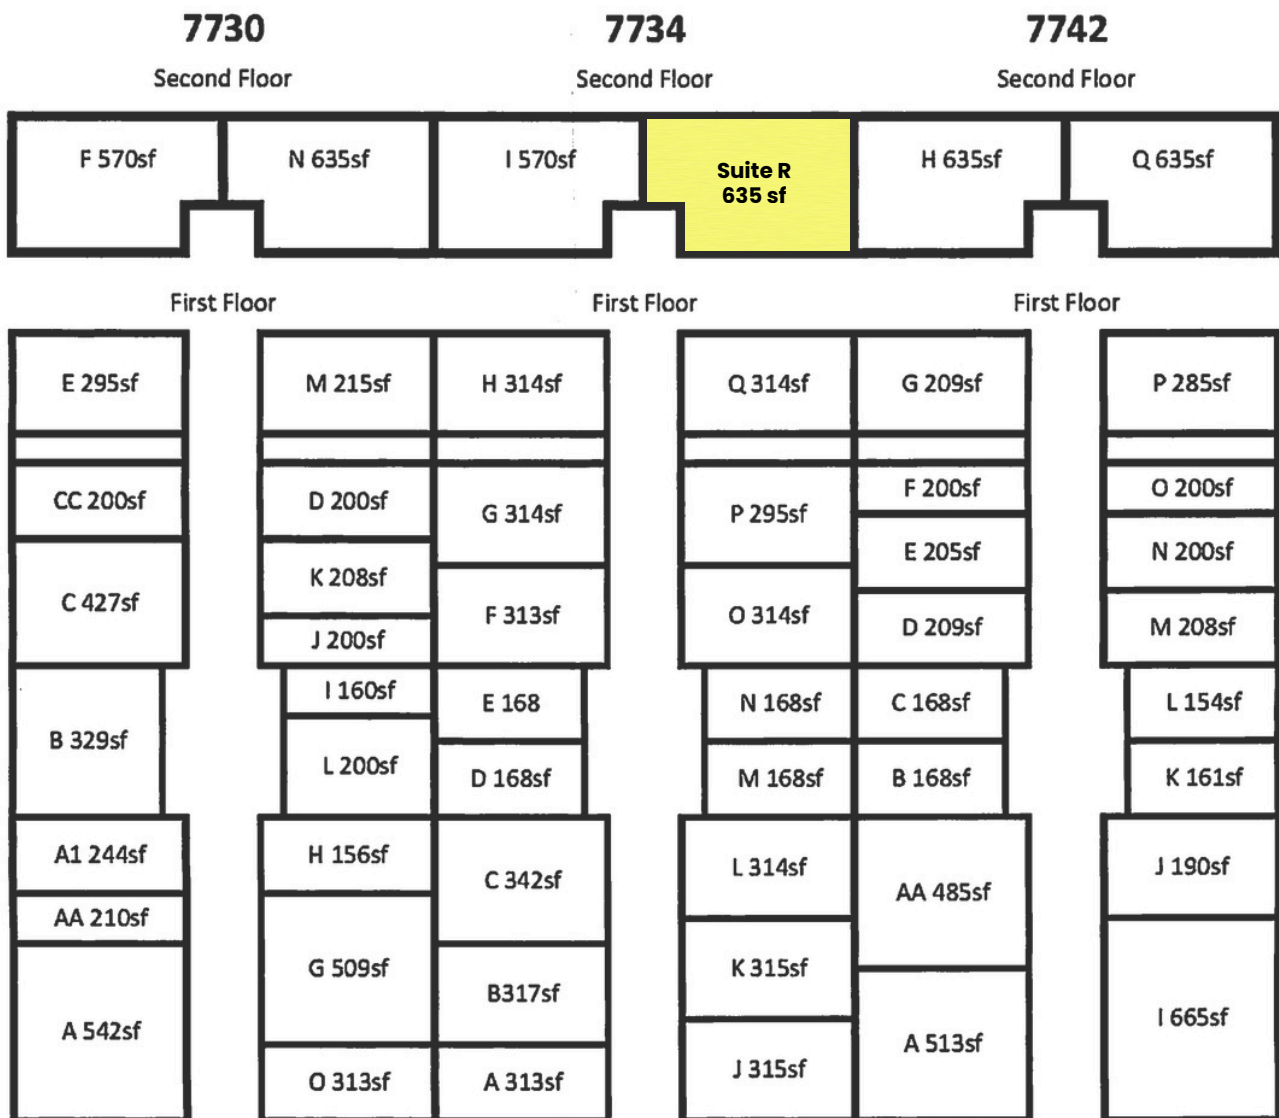 7730
7734
7742
Second Floor
Second Floor
Second Floor
F 570sf
N 635sf
I 570sf
Suite R
635 sf
H 635sf
Q 635sf
First Floor
First Floor
First Floor
E 295sf
M 215sf
H 314sf
Q 314sf
G 209sf
P 285sf
CC 200sf
D 200sf
G 314sf
P 295sf
F 200sf
O 200sf
E 205sf
N 200sf
C 427sf
K 208sf
J 200sf
F 313sf
O 314sf
D 209sf
M 208sf
B 329sf
I 160sf
L 200sf
E 168
D 168sf
N 168sf
M 168sf
C 168sf
B 168sf
L 154sf
K 161sf
A1 244sf
H 156sf
C 342sf
L 314sf
AA 485sf
J 190sf
AA 210sf
G 509sf
B317sf
K 315sf
A 542sf
O 313sf
A 313sf
J 315sf
A 513sf
I 665sf